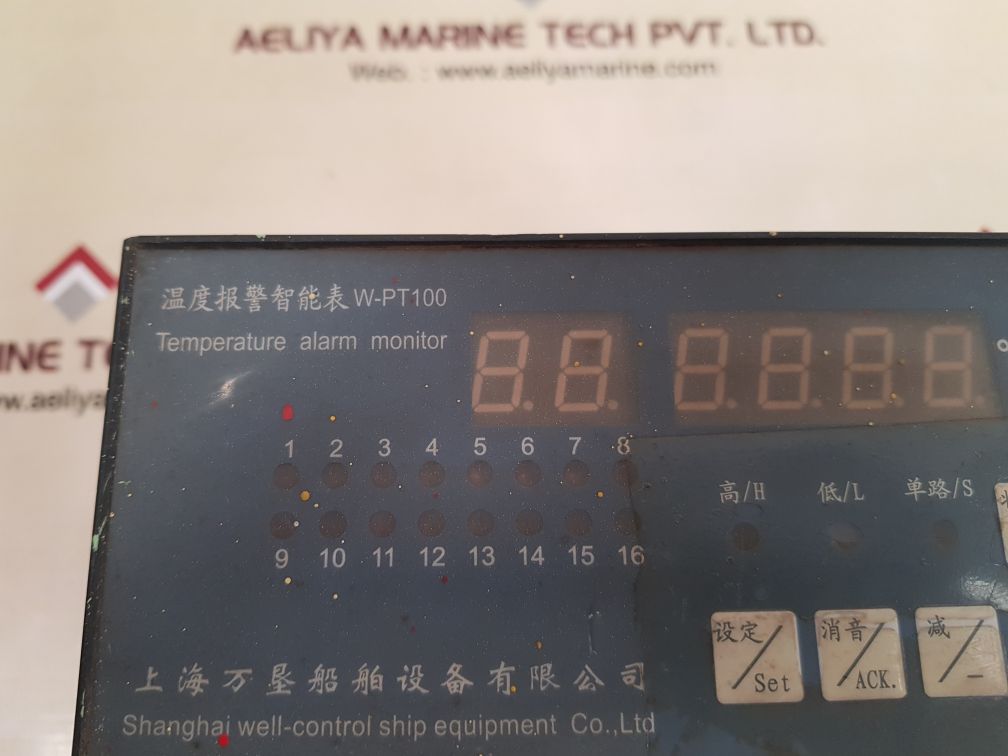 AELIYA MARINE TECH PVT. LTD.
Web. : www.aeliyamarine.com
温度报警智能表 W-PT100
Temperature alarm monitor
INE T
w.aeliya
1 2 3 4 5 6 7 8
高/H 低/L 单路/S
9 10 11 12 13 14 15 16
设定/Set 消音/ACK. 减/-
上海万垦船舶设备有限公司
Shanghai well-control ship equipment Co.,Ltd